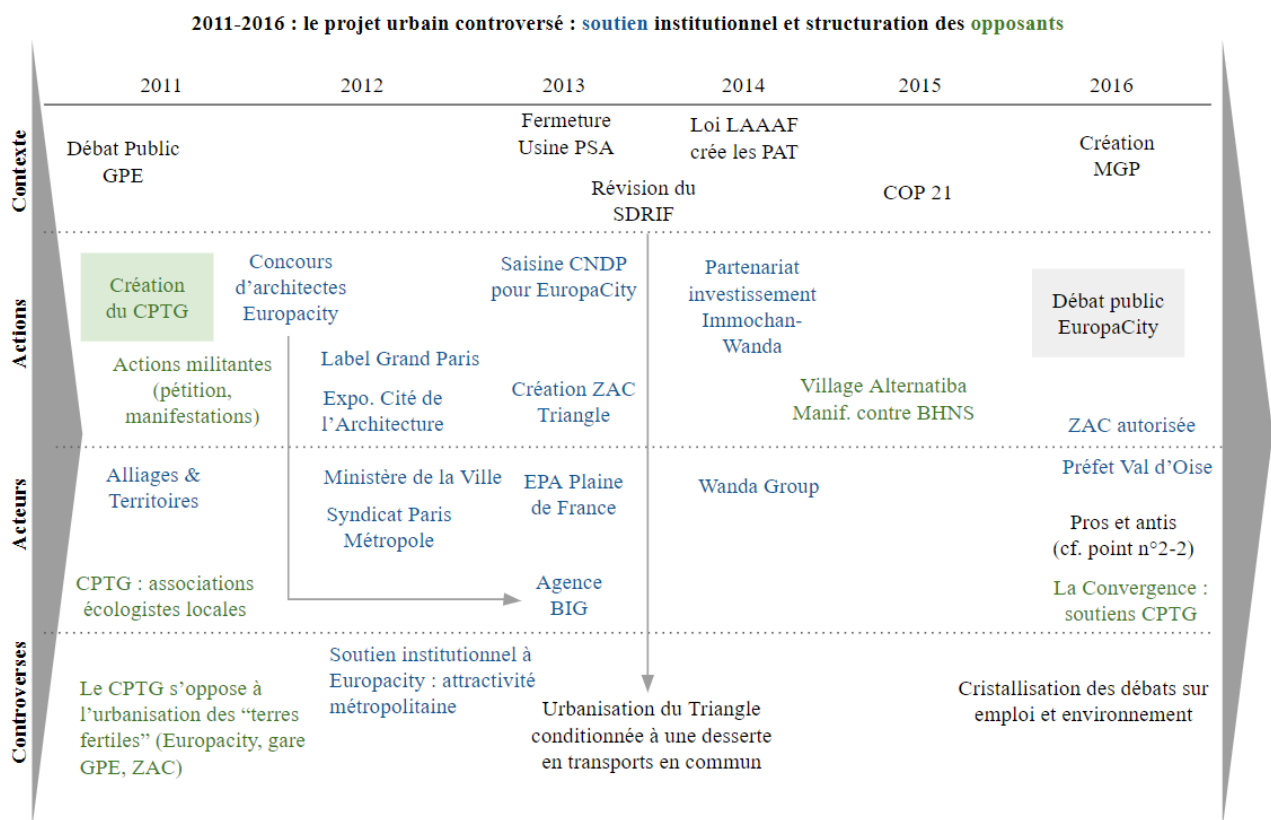 2011-2016 : le projet urbain controversé : soutien institutionnel et structuration des opposants
2011
2012
2013
2014
2015
2016
Contexte
Débat Public
GPE
Fermeture
Usine PSA
Révision du
SDRIF
Loi LAAAF
crée les PAT
COP 21
Création
MGP
Actions
Création
du CPTG
Actions militantes
(pétition,
manifestations)
Concours
d’architectes
Europacity
Label Grand Paris
Expo. Cité de
l’Architecture
Saisine CNDP
pour EuropaCity
Création ZAC
Triangle
Partenariat
investissement
Immochan-
Wanda
Village Alternatiba
Manif. contre BHNS
Débat public
EuropaCity
ZAC autorisée
Acteurs
Alliages &
Territoires
CPTG : associations
écologistes locales
Ministère de la Ville
Syndicat Paris
Métropole
EPA Plaine
de France
Agence
BIG
Wanda Group
Préfet Val d’Oise
Pros et antis
(cf. point n°2-2)
La Convergence :
soutiens CPTG
Controverses
Le CPTG s’oppose à
l’urbanisation des “terres
fertiles” (Europacity, gare
GPE, ZAC)
Soutien institutionnel à
Europacity : attractivité
métropolitaine
Urbanisation du Triangle
conditionnée à une desserte
en transports en commun
Cristallisation des débats sur
emploi et environnement